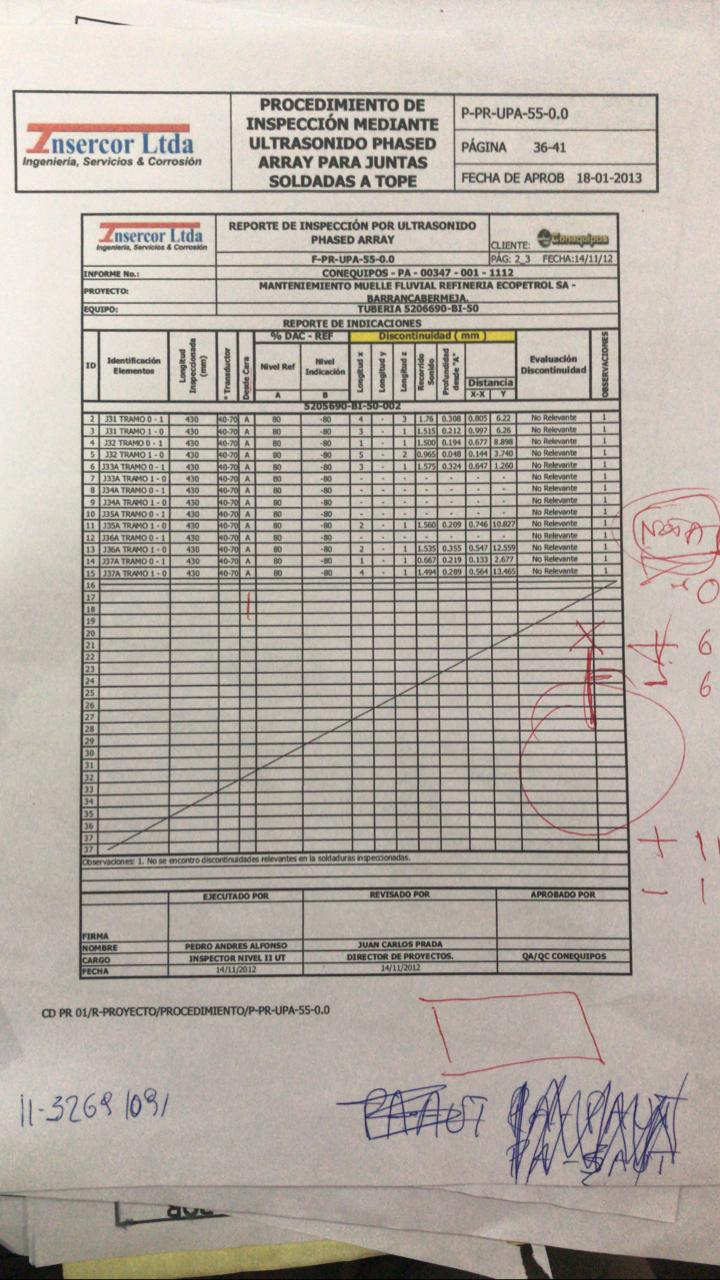 Insercor Ltda
Ingeniería, Servicios & Corrosión
PROCEDIMIENTO DE INSPECCIÓN MEDIANTE ULTRASONIDO PHASED ARRAY PARA JUNTAS SOLDADAS A TOPE
P-PR-UPA-55-0.0
PÁGINA 36-41
FECHA DE APROB 18-01-2013
Insercor Ltda
Ingeniería, Servicios & Corrosión
REPORTE DE INSPECCIÓN POR ULTRASONIDO PHASED ARRAY
F-PR-UPA-55-0.0
CLIENTE: Conequipos
PÁG: 2_3 FECHA:14/11/12
INFORME No.: CONEQUIPOS - PA - 00347 - 001 - 1112
PROYECTO: MANTENIEMIENTO MUELLE FLUVIAL REFINERIA ECOPETROL SA - BARRANCABERMEJA.
EQUIPO: TUBERIA 5206690-BI-50
REPORTE DE INDICACIONES
ID Identificación Elementos Longitud Inspeccionada (mm) ° Transductor Desde Cara % DAC - REF Discontinuidad ( mm ) Evaluación Discontinuidad OBSERVACIONES
Nivel Ref Nivel Indicación Longitud x Longitud y Longitud z Recorrido Sonido Profundidad desde "A" Distancia
A B X-X Y
5205690-BI-50-002
2 J31 TRAMO 0 - 1 430 40-70 A 80 -80 4 - 3 1.76 0.308 0.805 6.22 No Relevante 1
3 J31 TRAMO 1 - 0 430 40-70 A 80 -80 3 - 1 1.515 0.212 0.997 6.26 No Relevante 1
4 J32 TRAMO 0 - 1 430 40-70 A 80 -80 1 - 1 1.500 0.194 0.677 8.898 No Relevante 1
5 J32 TRAMO 1 - 0 430 40-70 A 80 -80 5 - 2 0.965 0.048 0.144 3.740 No Relevante 1
6 J33A TRAMO 0 - 1 430 40-70 A 80 -80 3 - 1 1.575 0.324 0.647 1.260 No Relevante 1
7 J33A TRAMO 1 - 0 430 40-70 A 80 -80 - - - - - - - No Relevante 1
8 J34A TRAMO 0 - 1 430 40-70 A 80 -80 - - - - - - - No Relevante 1
9 J34A TRAMO 1 - 0 430 40-70 A 80 -80 - - - - - - - No Relevante 1
10 J35A TRAMO 0 - 1 430 40-70 A 80 -80 - - - - - - - No Relevante 1
11 J35A TRAMO 1 - 0 430 40-70 A 80 -80 2 - 1 1.560 0.209 0.746 10.827 No Relevante 1
12 J36A TRAMO 0 - 1 430 40-70 A 80 -80 - - - - - - - No Relevante 1
13 J36A TRAMO 1 - 0 430 40-70 A 80 -80 2 - 1 1.535 0.355 0.547 12.559 No Relevante 1
14 J37A TRAMO 0 - 1 430 40-70 A 80 -80 1 - 1 0.667 0.219 0.133 2.677 No Relevante 1
15 J37A TRAMO 1 - 0 430 40-70 A 80 -80 4 - 1 1.494 0.289 0.564 13.465 No Relevante 1
16
17
18
19
20
21
22
23
24
25
26
27
28
29
30
31
32
33
34
35
36
37
37
Observaciones: 1. No se encontro discontinuidades relevantes en la soldaduras inspeccionadas.
EJECUTADO POR REVISADO POR APROBADO POR
FIRMA
NOMBRE PEDRO ANDRES ALFONSO JUAN CARLOS PRADA
CARGO INSPECTOR NIVEL II UT DIRECTOR DE PROYECTOS. QA/QC CONEQUIPOS
FECHA 14/11/2012 14/11/2012
CD PR 01/R-PROYECTO/PROCEDIMIENTO/P-PR-UPA-55-0.0
6
6
+ 1
- 1